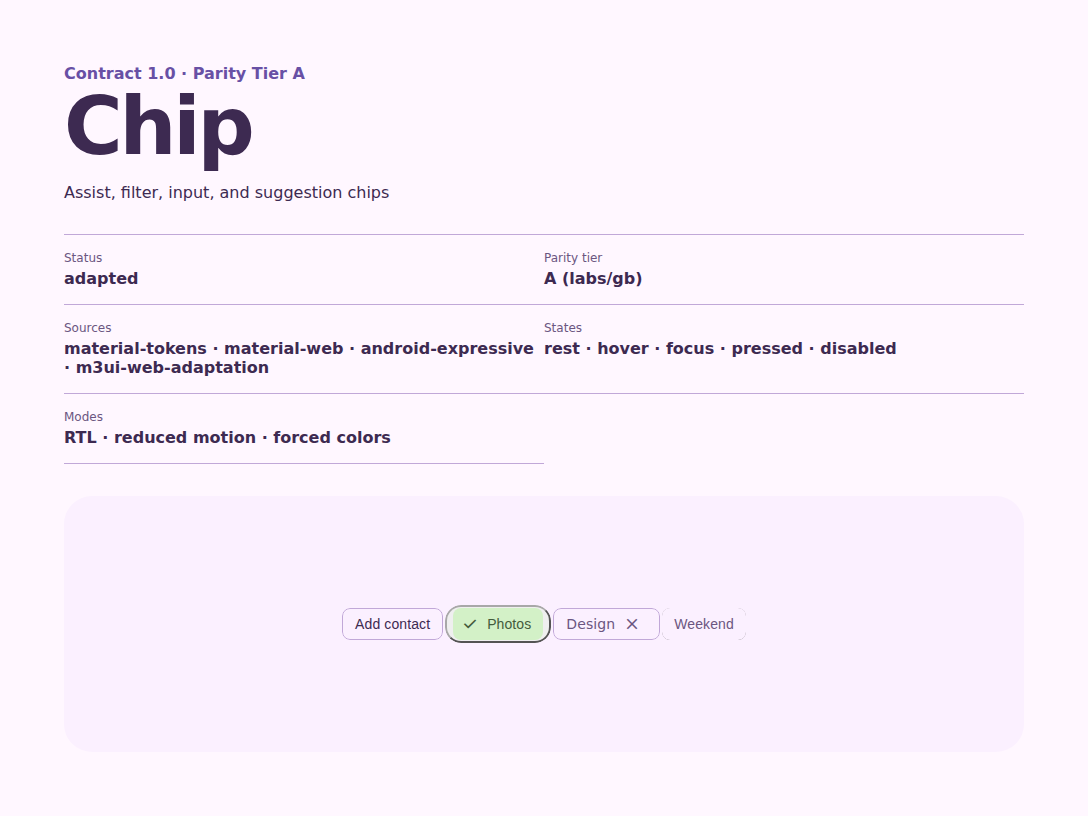 Contract 1.0 · Parity Tier A
Chip
Assist, filter, input, and suggestion chips
Status
adapted
Parity tier
A (labs/gb)
Sources
material-tokens · material-web · android-expressive
· m3ui-web-adaptation
States
rest · hover · focus · pressed · disabled
Modes
RTL · reduced motion · forced colors
Add contact
Photos
Design
Weekend